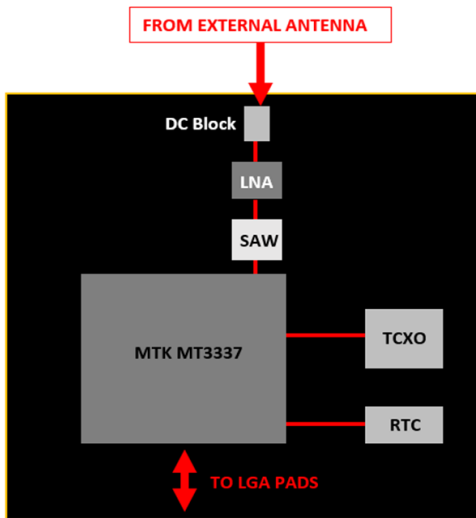 FROM EXTERNAL ANTENNA
DC Block
LNA
SAW
MTK MT3337
TCXO
RTC
TO LGA PADS